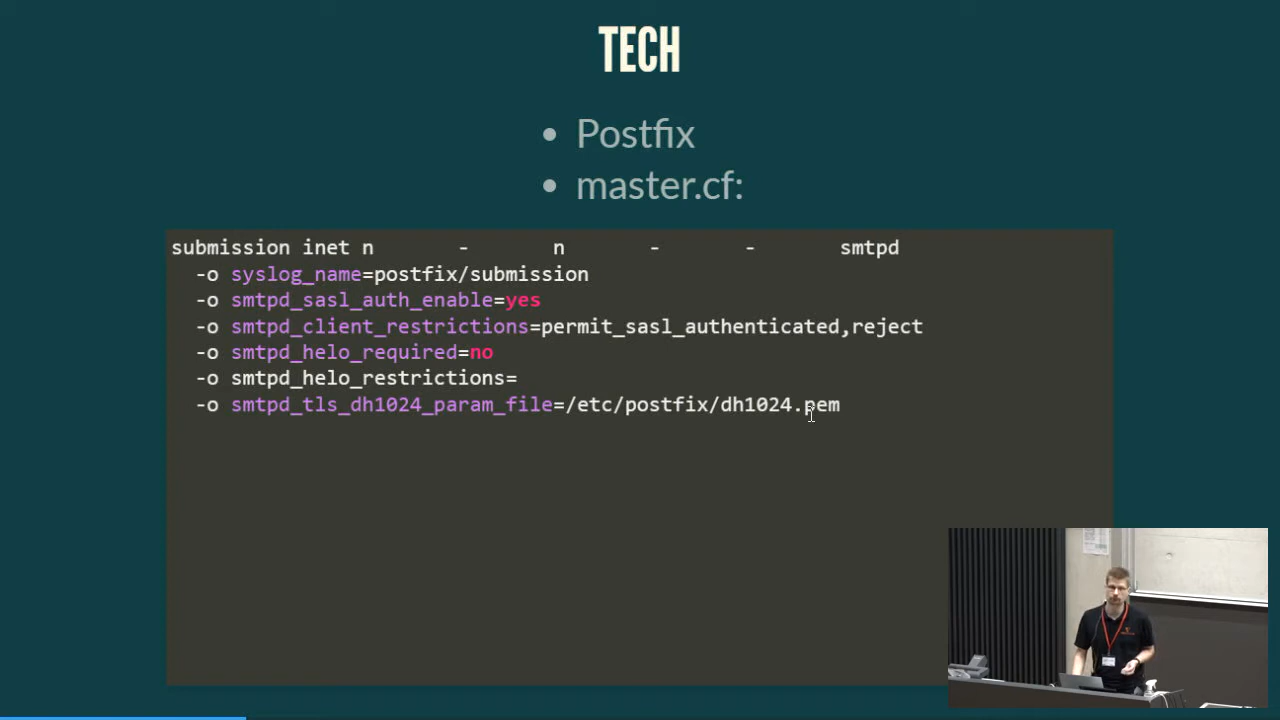 TECH
• Postfix
• master.cf:
submission inet n       -       n       -       -       smtpd
  -o syslog_name=postfix/submission
  -o smtpd_sasl_auth_enable=yes
  -o smtpd_client_restrictions=permit_sasl_authenticated,reject
  -o smtpd_helo_required=no
  -o smtpd_helo_restrictions=
  -o smtpd_tls_dh1024_param_file=/etc/postfix/dh1024.pem